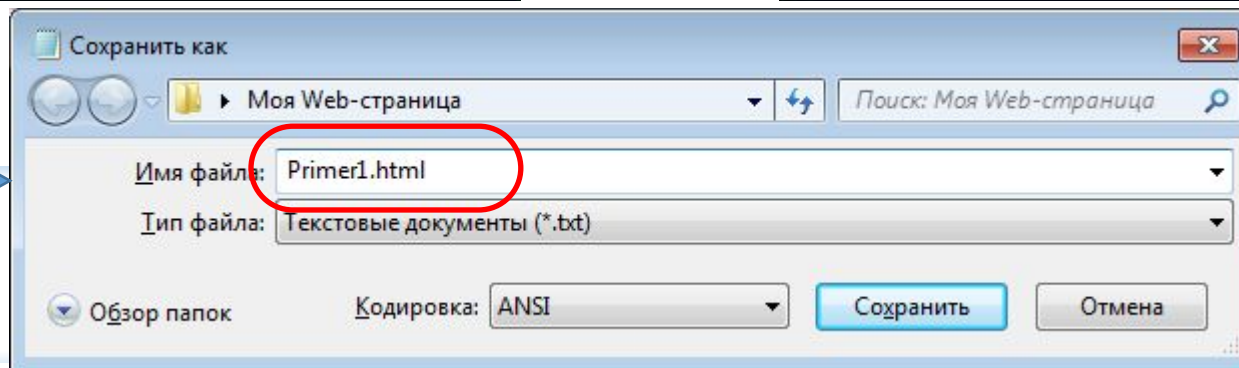 Сохранить как
Моя Web-страница
Поиск: Моя Web-страница
Имя файла: Primer1.html
Тип файла: Текстовые документы (*.txt)
Обзор папок Кодировка: ANSI Сохранить Отмена